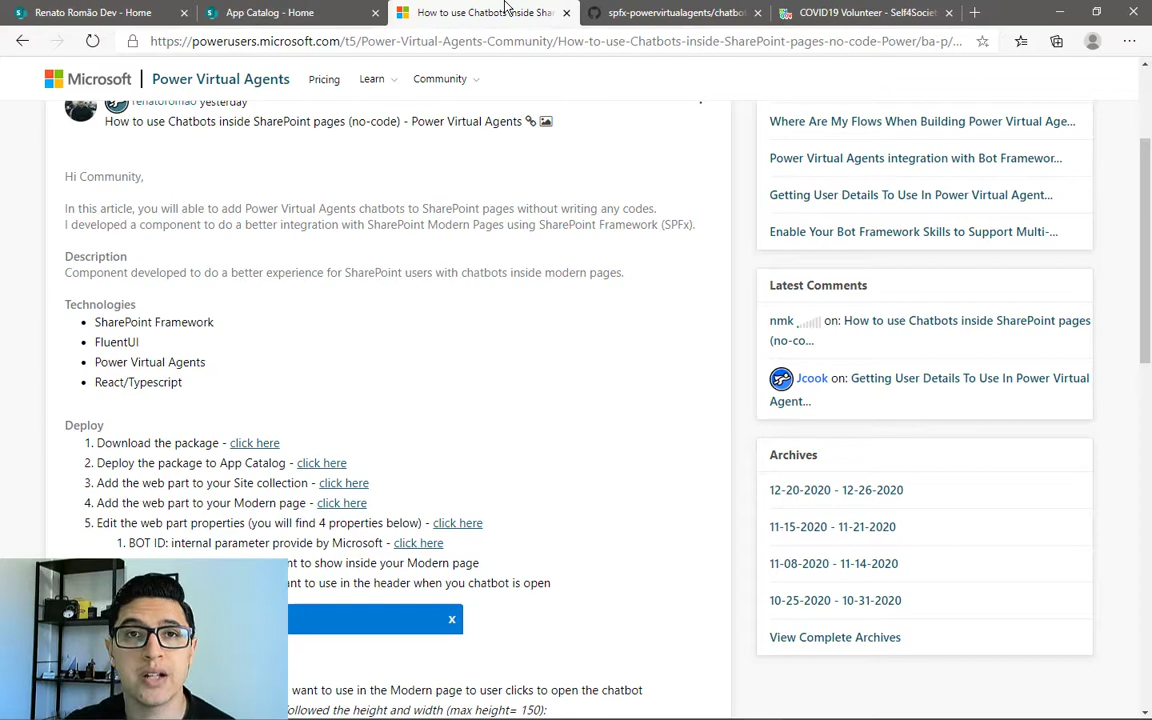 Renato Romão Dev - Home
App Catalog - Home
How to use Chatbots inside Shar
spfx-powervirtualagents/chatbot
COVID19 Volunteer - Self4Societ
https://powerusers.microsoft.com/t5/Power-Virtual-Agents-Community/How-to-use-Chatbots-inside-SharePoint-pages-no-code-Power/ba-p/...
Microsoft
Power Virtual Agents
Pricing
Learn
Community
renatoromao yesterday
How to use Chatbots inside SharePoint pages (no-code) - Power Virtual Agents
Hi Community,
In this article, you will able to add Power Virtual Agents chatbots to SharePoint pages without writing any codes.
I developed a component to do a better integration with SharePoint Modern Pages using SharePoint Framework (SPFx).
Description
Component developed to do a better experience for SharePoint users with chatbots inside modern pages.
Technologies
• SharePoint Framework
• FluentUI
• Power Virtual Agents
• React/Typescript
Deploy
1. Download the package - click here
2. Deploy the package to App Catalog - click here
3. Add the web part to your Site collection - click here
4. Add the web part to your Modern page - click here
5. Edit the web part properties (you will find 4 properties below) - click here
1. BOT ID: internal parameter provide by Microsoft - click here
nt to show inside your Modern page
ant to use in the header when you chatbot is open
x
want to use in the Modern page to user clicks to open the chatbot
followed the height and width (max height= 150):
Where Are My Flows When Building Power Virtual Age...
Power Virtual Agents integration with Bot Framewor...
Getting User Details To Use In Power Virtual Agent...
Enable Your Bot Framework Skills to Support Multi-...
Latest Comments
nmk on: How to use Chatbots inside SharePoint pages
(no-co...
Jcook on: Getting User Details To Use In Power Virtual
Agent...
Archives
12-20-2020 - 12-26-2020
11-15-2020 - 11-21-2020
11-08-2020 - 11-14-2020
10-25-2020 - 10-31-2020
View Complete Archives